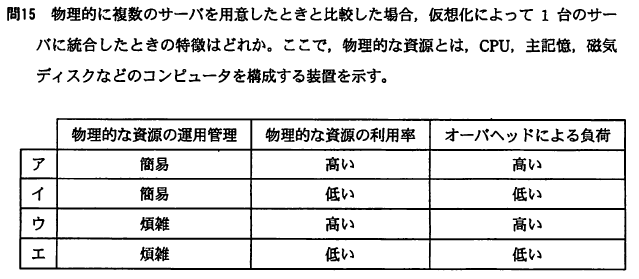 問15 物理的に複数のサーバを用意したときと比較した場合，仮想化によって 1 台のサー
バに統合したときの特徴はどれか。ここで，物理的な資源とは，CPU，主記憶，磁気
ディスクなどのコンピュータを構成する装置を示す。
物理的な資源の運用管理 物理的な資源の利用率 オーバヘッドによる負荷
ア 簡易 高い 高い
イ 簡易 低い 低い
ウ 煩雑 高い 高い
エ 煩雑 低い 低い